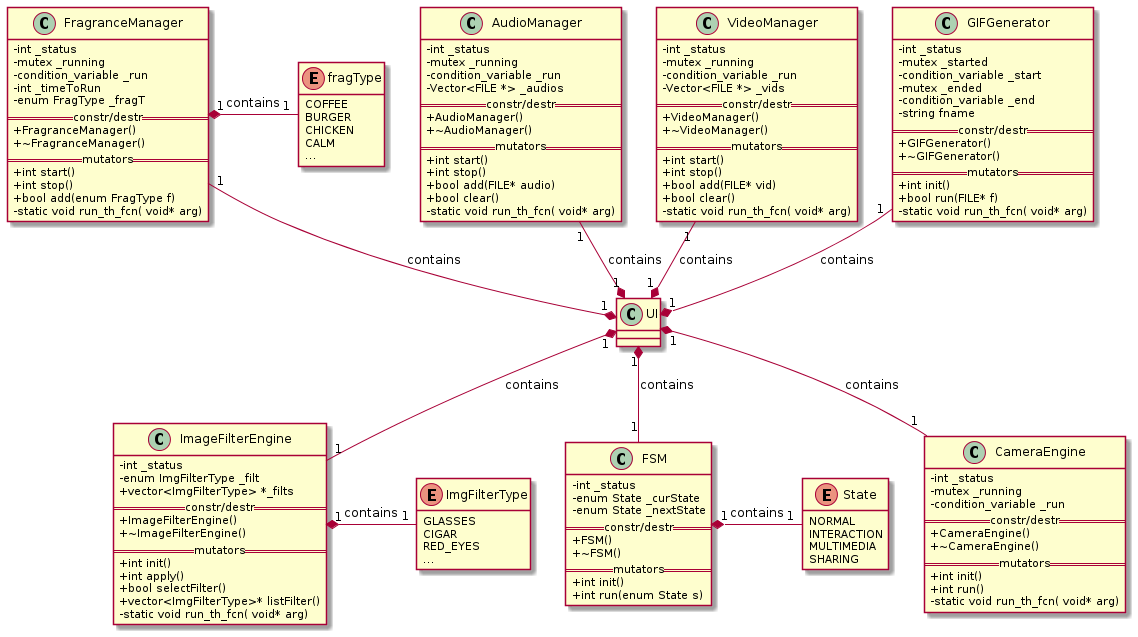 C FragranceManager
-int _status
-mutex _running
-condition_variable _run
-int _timeToRun
-enum FragType _fragT
constr/destr
+FragranceManager()
+~FragranceManager()
mutators
+int start()
+int stop()
+bool add(enum FragType f)
-static void run_th_fcn( void* arg)
1 contains 1
E fragType
COFFEE
BURGER
CHICKEN
CALM
...
C AudioManager
-int _status
-mutex _running
-condition_variable _run
-Vector<FILE *> _audios
constr/destr
+AudioManager()
+~AudioManager()
mutators
+int start()
+int stop()
+bool add(FILE* audio)
+bool clear()
-static void run_th_fcn( void* arg)
C VideoManager
-int _status
-mutex _running
-condition_variable _run
-Vector<FILE *> _vids
constr/destr
+VideoManager()
+~VideoManager()
mutators
+int start()
+int stop()
+bool add(FILE* vid)
+bool clear()
-static void run_th_fcn( void* arg)
C GIFGenerator
-int _status
-mutex _started
-condition_variable _start
-mutex _ended
-condition_variable _end
-string fname
constr/destr
+GIFGenerator()
+~GIFGenerator()
mutators
+int init()
+bool run(FILE* f)
-static void run_th_fcn( void* arg)
1
contains
1
1
contains
1
1
contains
1
1
contains
1
C UI
1
contains
1
1
contains
1
1
contains
1
C ImageFilterEngine
-int _status
-enum ImgFilterType _filt
+vector<ImgFilterType> *_filts
constr/destr
+ImageFilterEngine()
+~ImageFilterEngine()
mutators
+int init()
+int apply()
+bool selectFilter()
+vector<ImgFilterType>* listFilter()
-static void run_th_fcn( void* arg)
1 contains 1
E ImgFilterType
GLASSES
CIGAR
RED_EYES
...
C FSM
-int _status
-enum State _curState
-enum State _nextState
constr/destr
+FSM()
+~FSM()
mutators
+int init()
+int run(enum State s)
1 contains 1
E State
NORMAL
INTERACTION
MULTIMEDIA
SHARING
C CameraEngine
-int _status
-mutex _running
-condition_variable _run
constr/destr
+CameraEngine()
+~CameraEngine()
mutators
+int init()
+int run()
-static void run_th_fcn( void* arg)